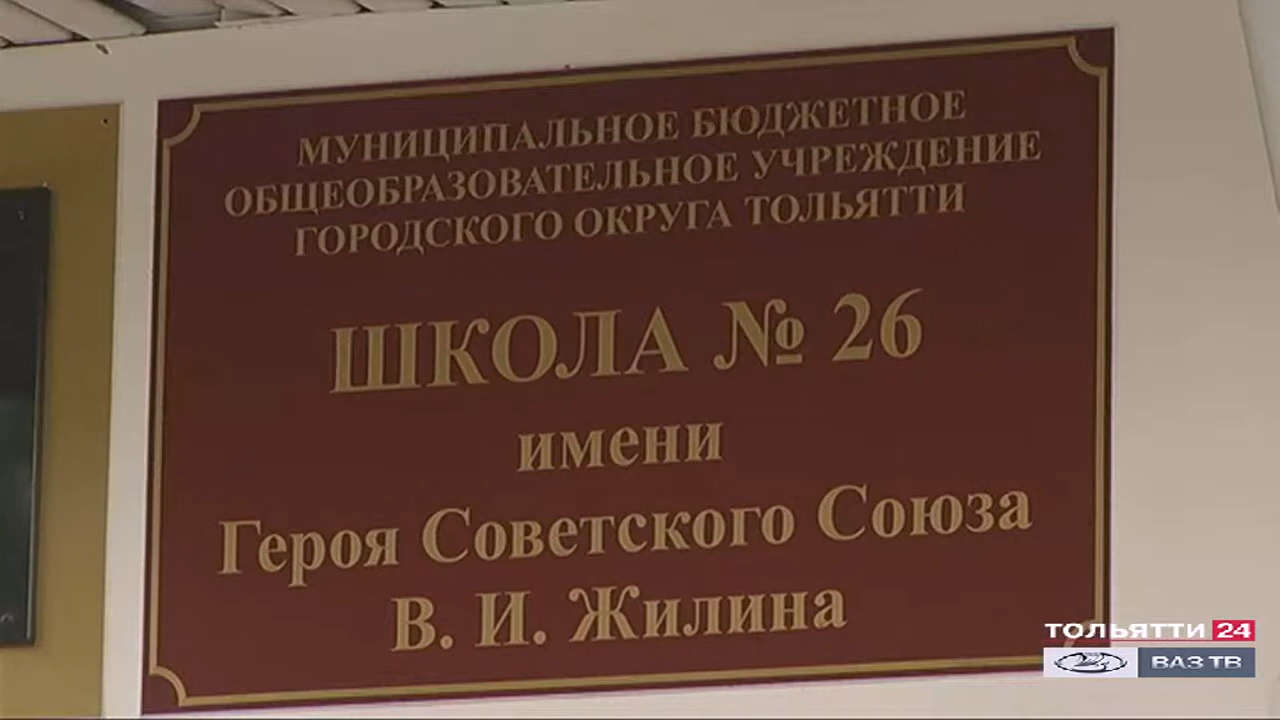 МУНИЦИПАЛЬНОЕ БЮДЖЕТНОЕ
ОБЩЕОБРАЗОВАТЕЛЬНОЕ УЧРЕЖДЕНИЕ
ГОРОДСКОГО ОКРУГА ТОЛЬЯТТИ
ШКОЛА № 26
имени
Героя Советского Союза
В. И. Жилина
ТОЛЬЯТТИ 24
ВАЗ ТВ